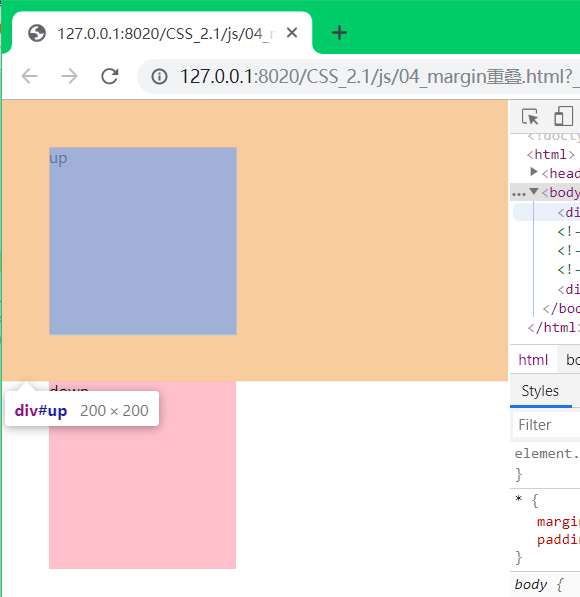 127.0.0.1:8020/CSS_2.1/js/04_m
127.0.0.1:8020/CSS_2.1/js/04_margin重叠.html?_
up
down
div#up 200 × 200
<!docty
<html>
<head
... <body
<di
<!-
<!-
<!-
<di
</bo
</html>
html bo
Styles
Filter
element.
}
* {
margin
paddin
}
body {